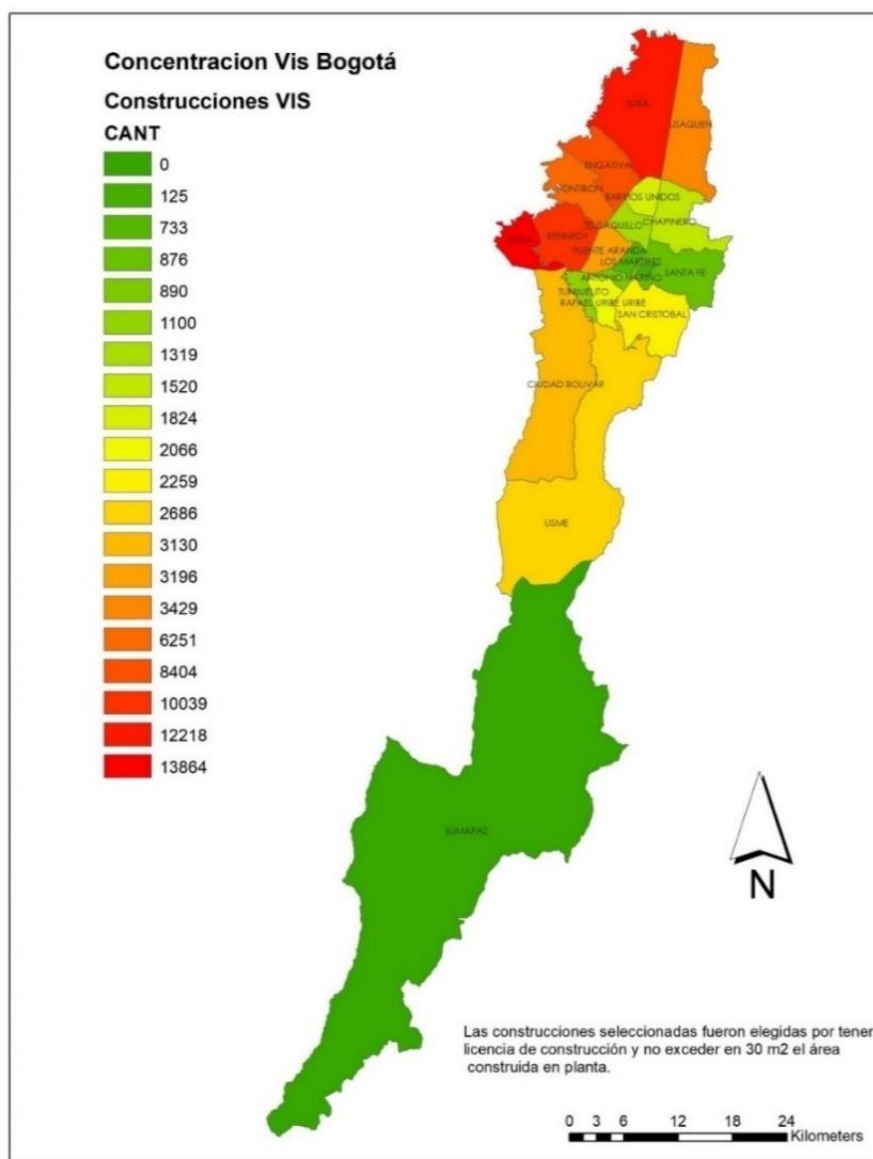 Concentracion Vis Bogotá
Construcciones VIS
CANT
0
125
733
876
890
1100
1319
1520
1824
2066
2259
2686
3130
3196
3429
6251
8404
10039
12218
13864
SUBA
USAQUEN
ENGATIVA
FONTIBON
BARRIOS UNIDOS
TEUSAQUILLO
CHAPINERO
BOSA
KENNEDY
PUENTE ARANDA
LOS MARTIRES
SANTA FE
ANTONIO NARIÑO
TUNJUELITO
RAFAEL URIBE URIBE
SAN CRISTOBAL
CIUDAD BOLIVAR
USME
SUMAPAZ
N
Las construcciones seleccionadas fueron elegidas por tener
licencia de construcción y no exceder en 30 m2 el área
construida en planta.
0 3 6 12 18 24
Kilometers